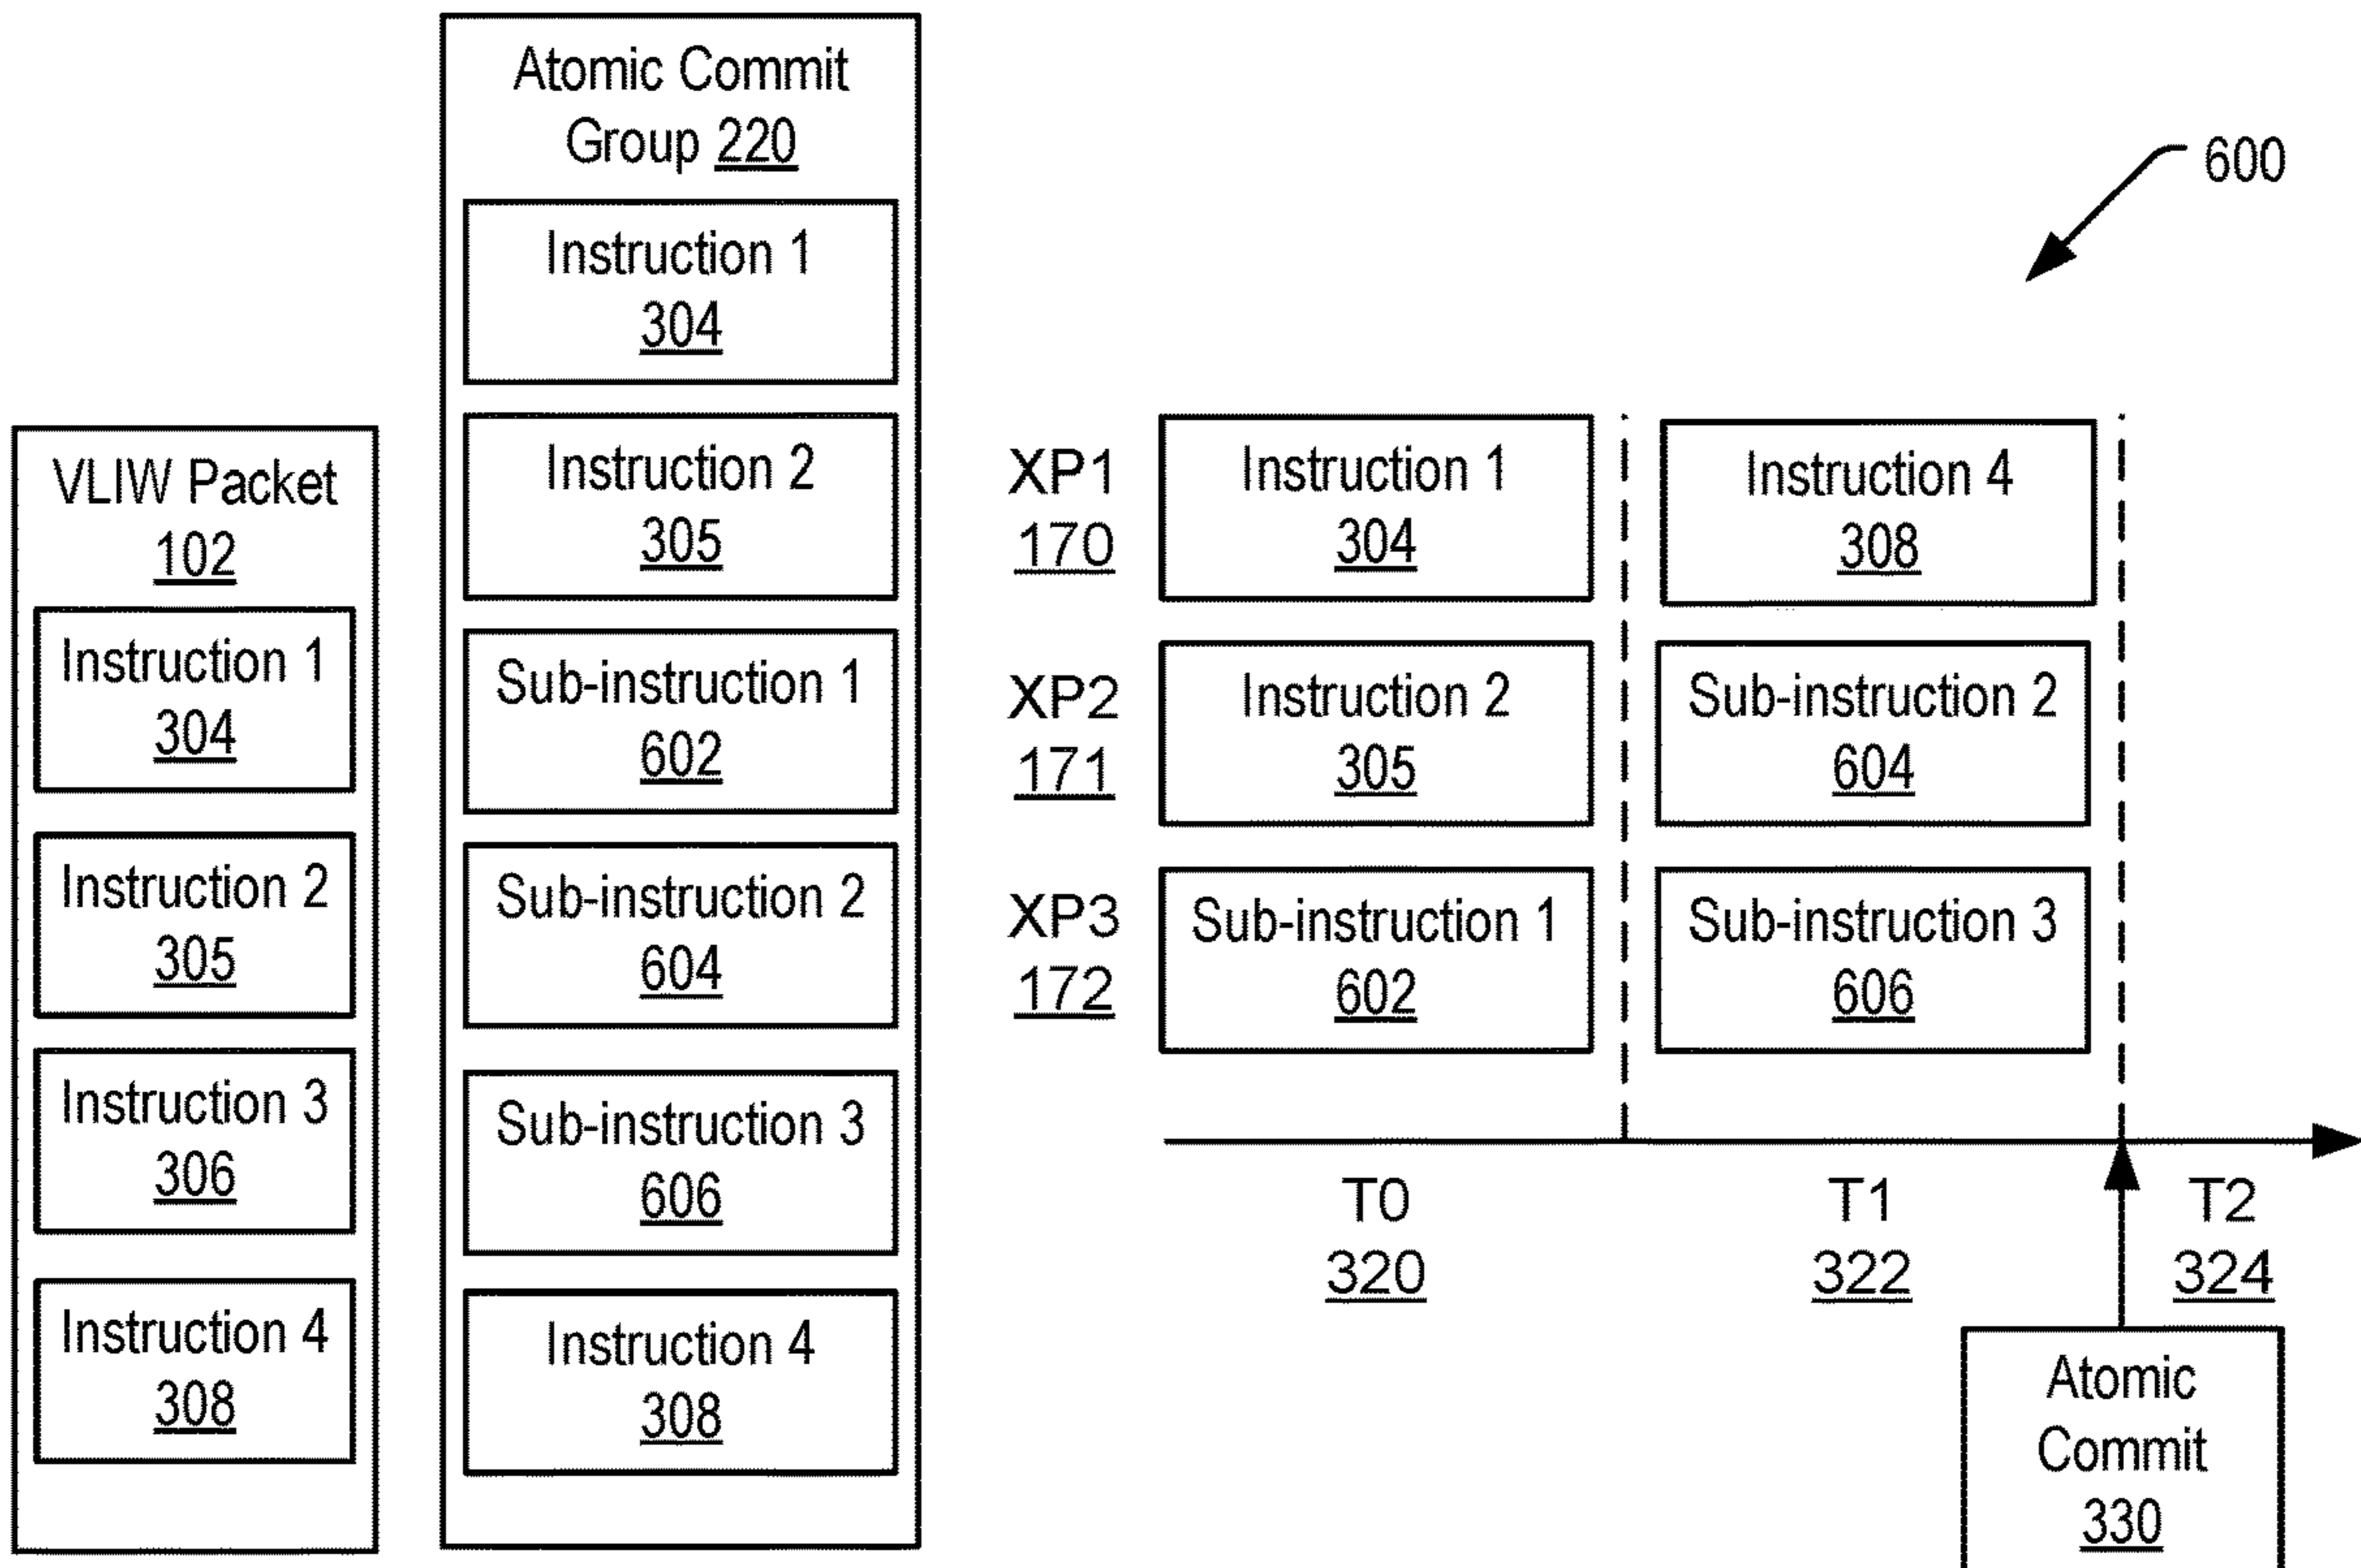 Atomic Commit
Group 220
Instruction 1
304
Instruction 2
305
Sub-instruction 1
602
Sub-instruction 2
604
Sub-instruction 3
606
Instruction 4
308
VLIW Packet
102
Instruction 1
304
Instruction 2
305
Instruction 3
306
Instruction 4
308
600
XP1
170
Instruction 1
304
Instruction 4
308
XP2
171
Instruction 2
305
Sub-instruction 2
604
XP3
172
Sub-instruction 1
602
Sub-instruction 3
606
T0
320
T1
322
T2
324
Atomic
Commit
330